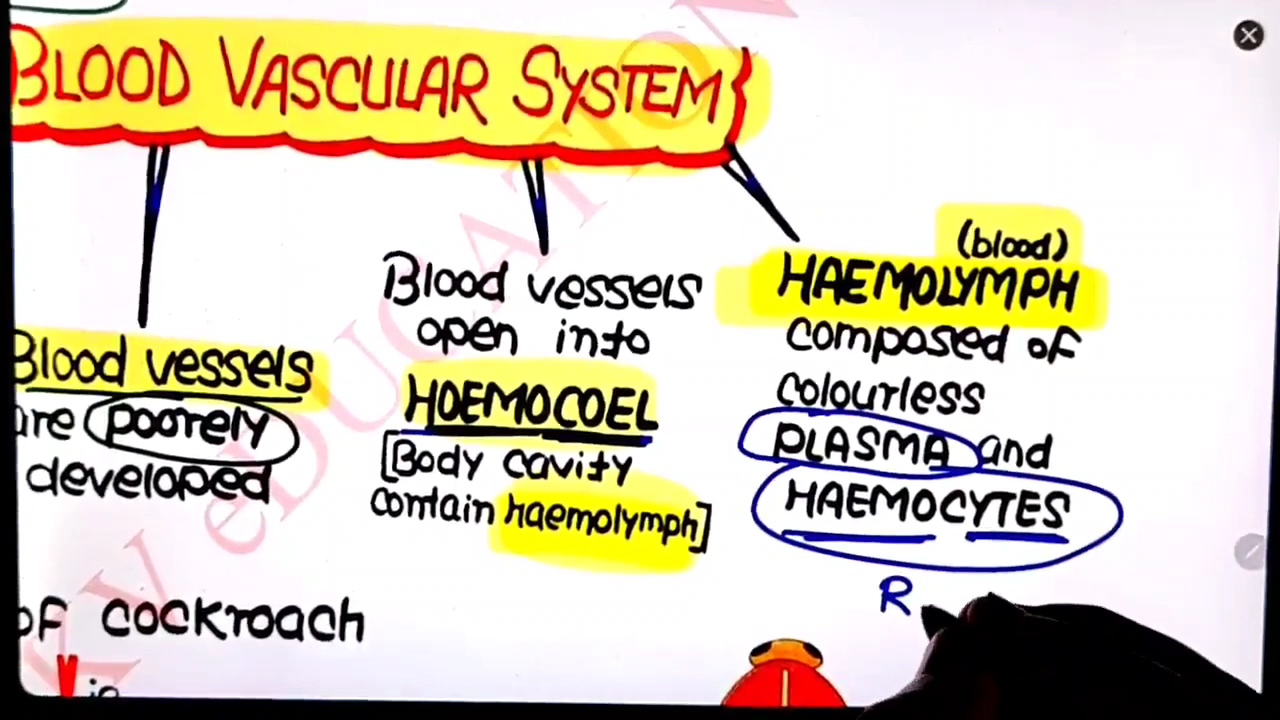 BLOOD VASCULAR SYSTEM
Blood vessels
are poorely
developed
Blood vessels
open into
HOEMOCOEL
[Body cavity
contain haemolymph]
(blood)
HAEMOLYMPH
composed of
colourless
PLASMA and
HAEMOCYTES
R
of cockroach
EDUCATION